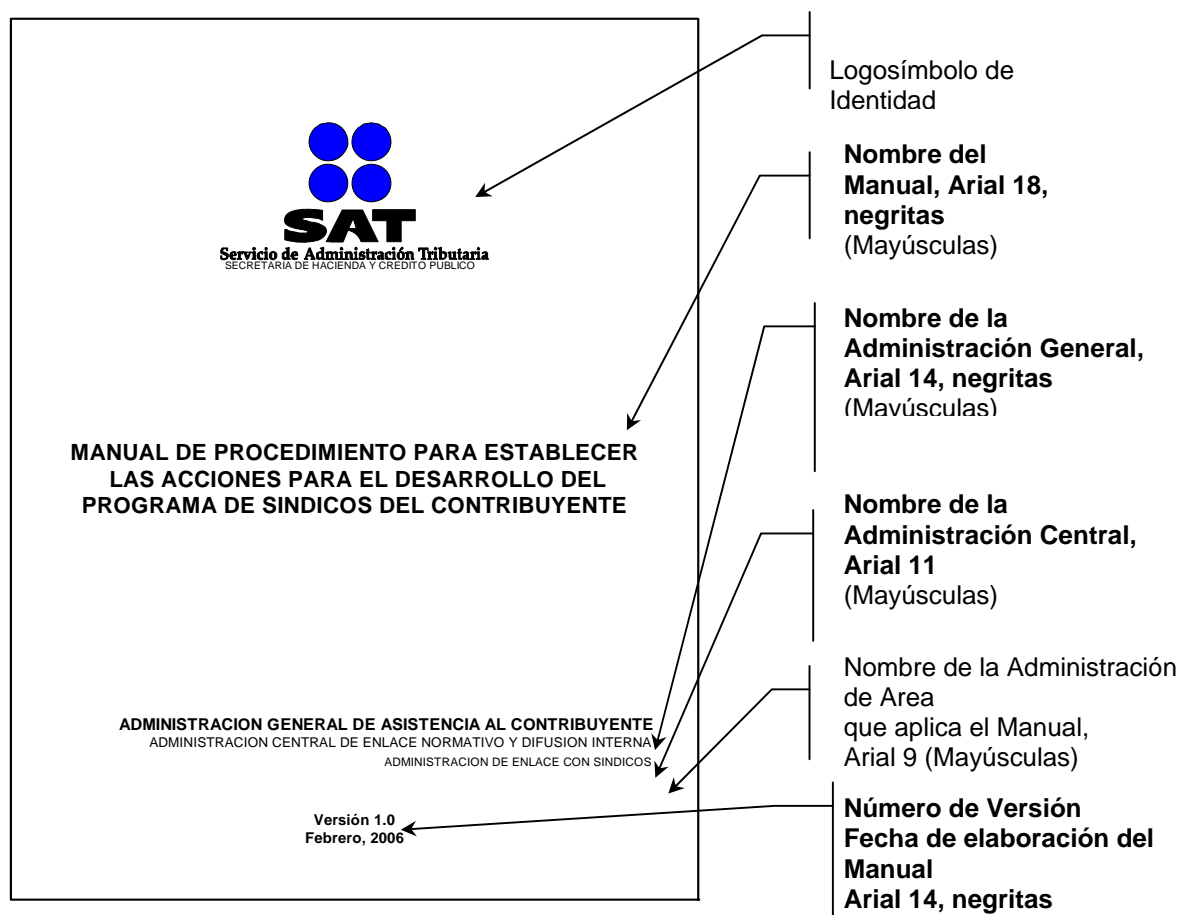 SAT
Servicio de Administración Tributaria
SECRETARIA DE HACIENDA Y CREDITO PUBLICO
MANUAL DE PROCEDIMIENTO PARA ESTABLECER
LAS ACCIONES PARA EL DESARROLLO DEL
PROGRAMA DE SINDICOS DEL CONTRIBUYENTE
ADMINISTRACION GENERAL DE ASISTENCIA AL CONTRIBUYENTE
ADMINISTRACION CENTRAL DE ENLACE NORMATIVO Y DIFUSION INTERNA
ADMINISTRACION DE ENLACE CON SINDICOS
Versión 1.0
Febrero, 2006
Logosímbolo de
Identidad
Nombre del
Manual, Arial 18,
negritas
(Mayúsculas)
Nombre de la
Administración General,
Arial 14, negritas
(Mayúsculas)
Nombre de la
Administración Central,
Arial 11
(Mayúsculas)
Nombre de la Administración
de Area
que aplica el Manual,
Arial 9 (Mayúsculas)
Número de Versión
Fecha de elaboración del
Manual
Arial 14, negritas